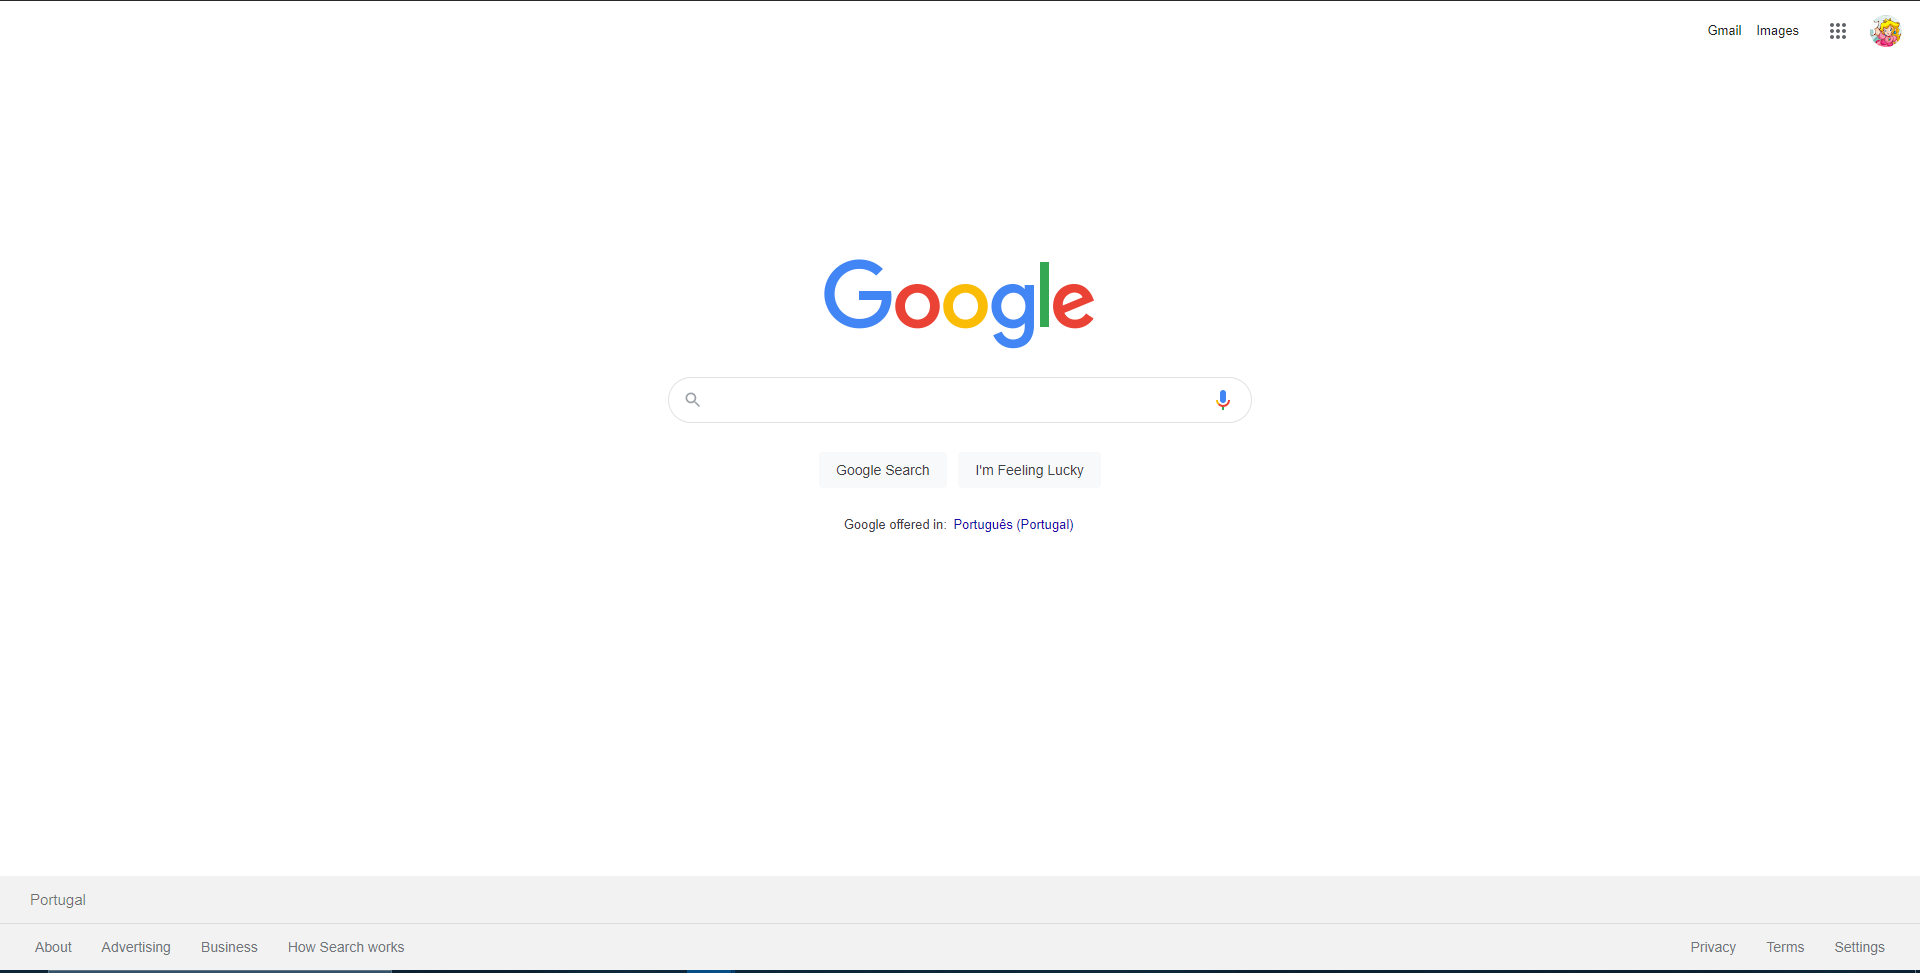 Gmail Images
Google
Google Search I'm Feeling Lucky
Google offered in: Português (Portugal)
Portugal
About Advertising Business How Search works Privacy Terms Settings